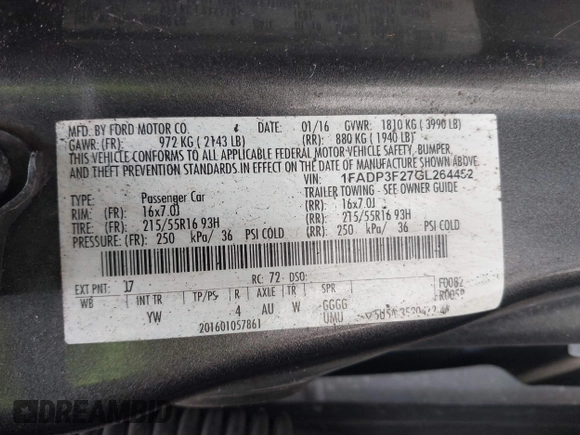 MFD. BY FORD MOTOR CO. DATE: 01/16 GVWR: 1810 KG ( 3990 LB)
GAWR: (FR): 972 KG ( 2143 LB) (RR): 880 KG ( 1940 LB)
THIS VEHICLE CONFORMS TO ALL APPLICABLE FEDERAL MOTOR VEHICLE SAFETY, BUMPER,
AND THEFT PREVENTION STANDARDS IN EFFECT ON THE DATE OF MANUFACTURE SHOWN ABOVE.
VIN: 1FADP3F27GL264452
TYPE: Passenger Car TRAILER TOWING - SEE OWNER GUIDE
RIM: (FR): 16x7.0J (RR): 16x7.0J
TIRE: (FR): 215/55R16 93H (RR): 215/55R16 93H
PRESSURE: (FR): 250 kPa/ 36 PSI COLD (RR): 250 kPa/ 36 PSI COLD
EXT PNT: J7 RC: 72 DSO: F0082
WB INT TR TP/PS R AXLE TR SPR
YW 4 AU W GGGG
UMU
201601057861
DREAMBID